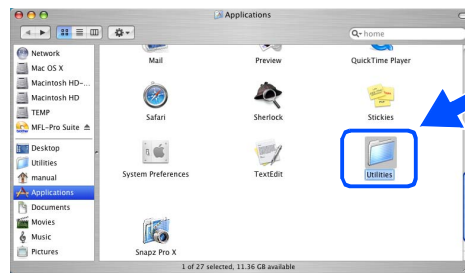 Applications
home
Network
Mac OS X
Macintosh HD-...
Macintosh HD
TEMP
MFL-Pro Suite
Desktop
Utilities
manual
Applications
Documents
Movies
Music
Pictures
Mail
Preview
QuickTime Player
Safari
Sherlock
Stickies
System Preferences
TextEdit
Utilities
Snapz Pro X
1 of 27 selected, 11.36 GB available